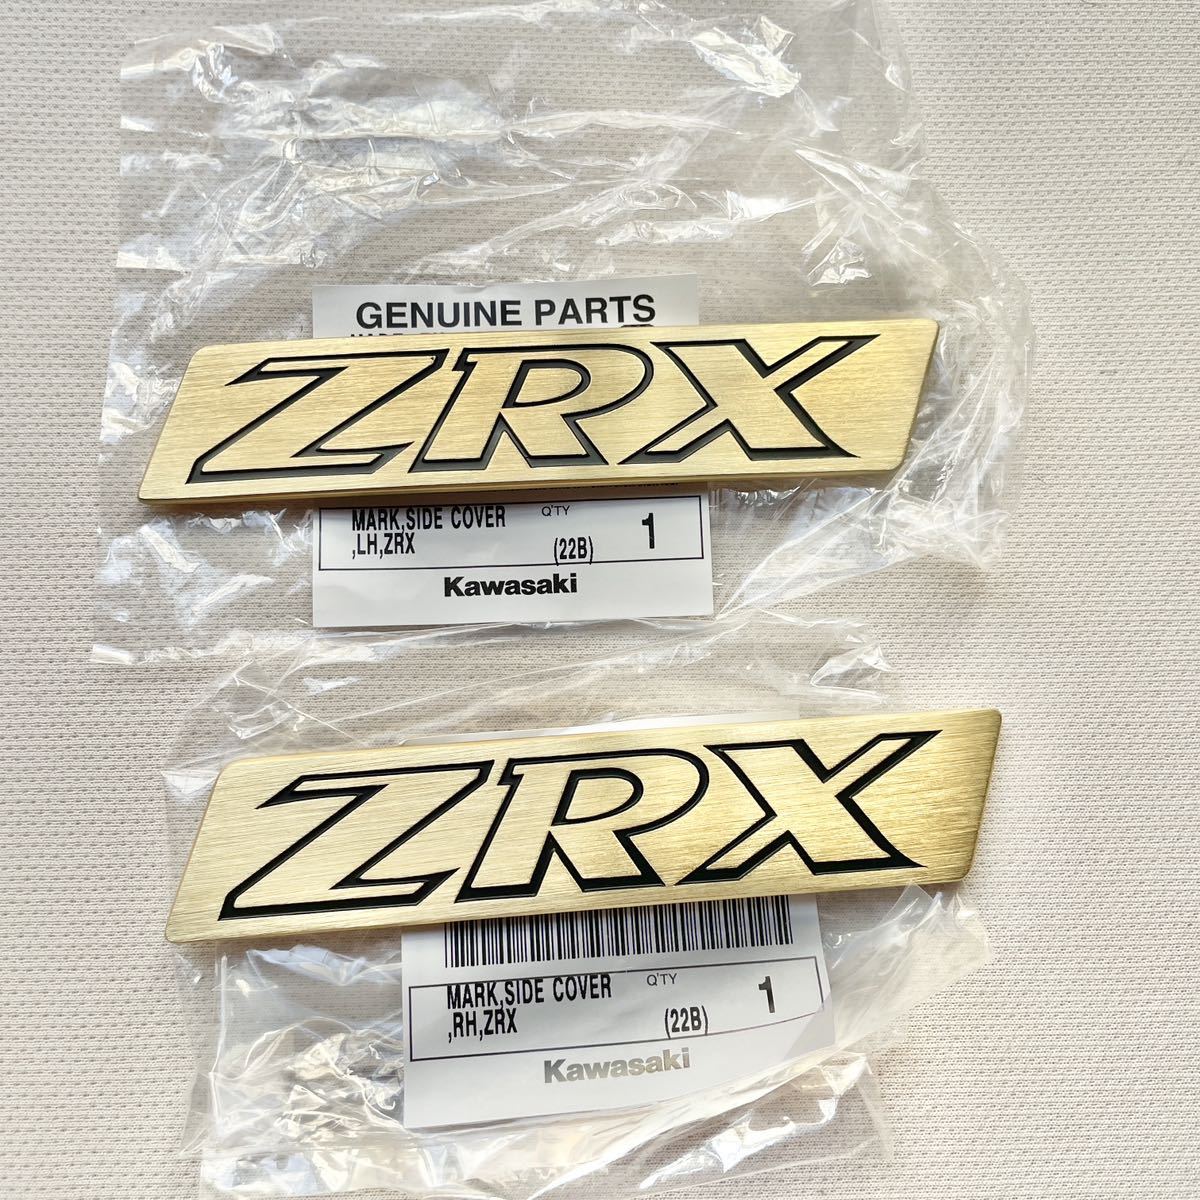 GENUINE PARTS
ZRX
MARK,SIDE COVER Q'TY 1
,LH,ZRX (22B)
Kawasaki
ZRX
MARK,SIDE COVER Q'TY 1
,RH,ZRX (22B)
Kawasaki